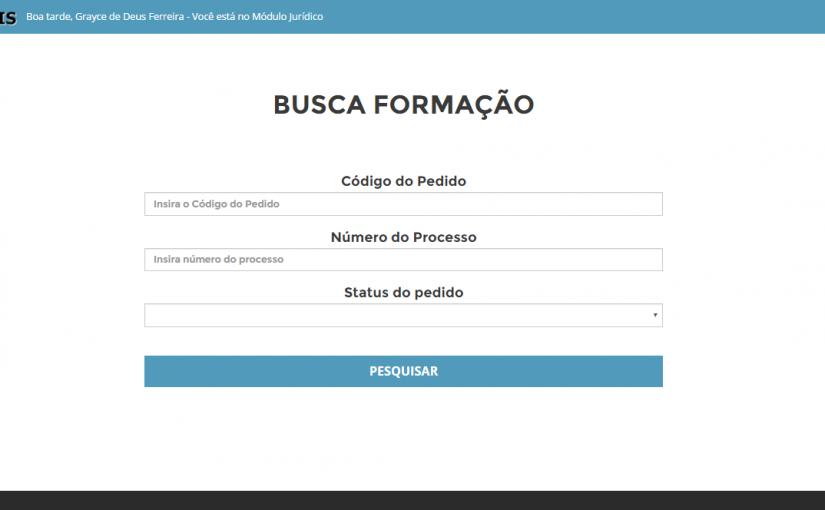 IS Boa tarde, Grayce de Deus Ferreira - Você está no Módulo Jurídico
BUSCA FORMAÇÃO
Código do Pedido
Insira o Código do Pedido
Número do Processo
Insira número do processo
Status do pedido
PESQUISAR